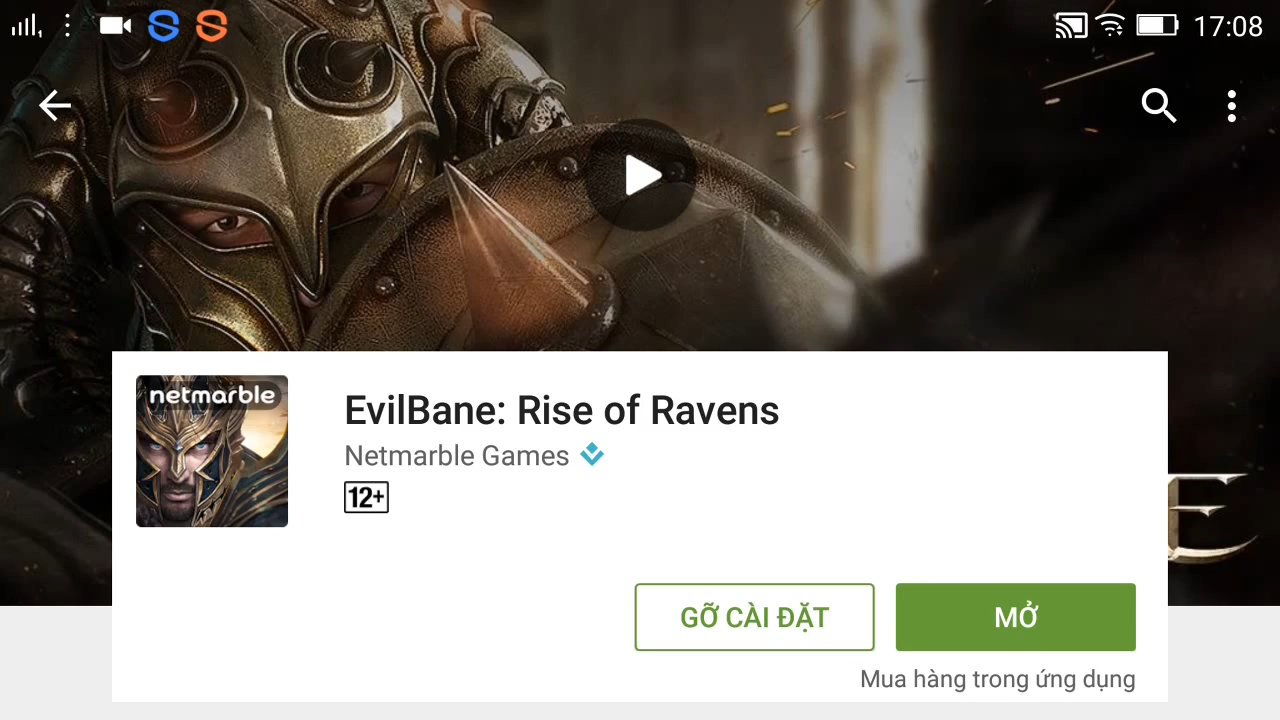 17:08
netmarble
EvilBane: Rise of Ravens
Netmarble Games
12+
E
GỠ CÀI ĐẶT
MỞ
Mua hàng trong ứng dụng